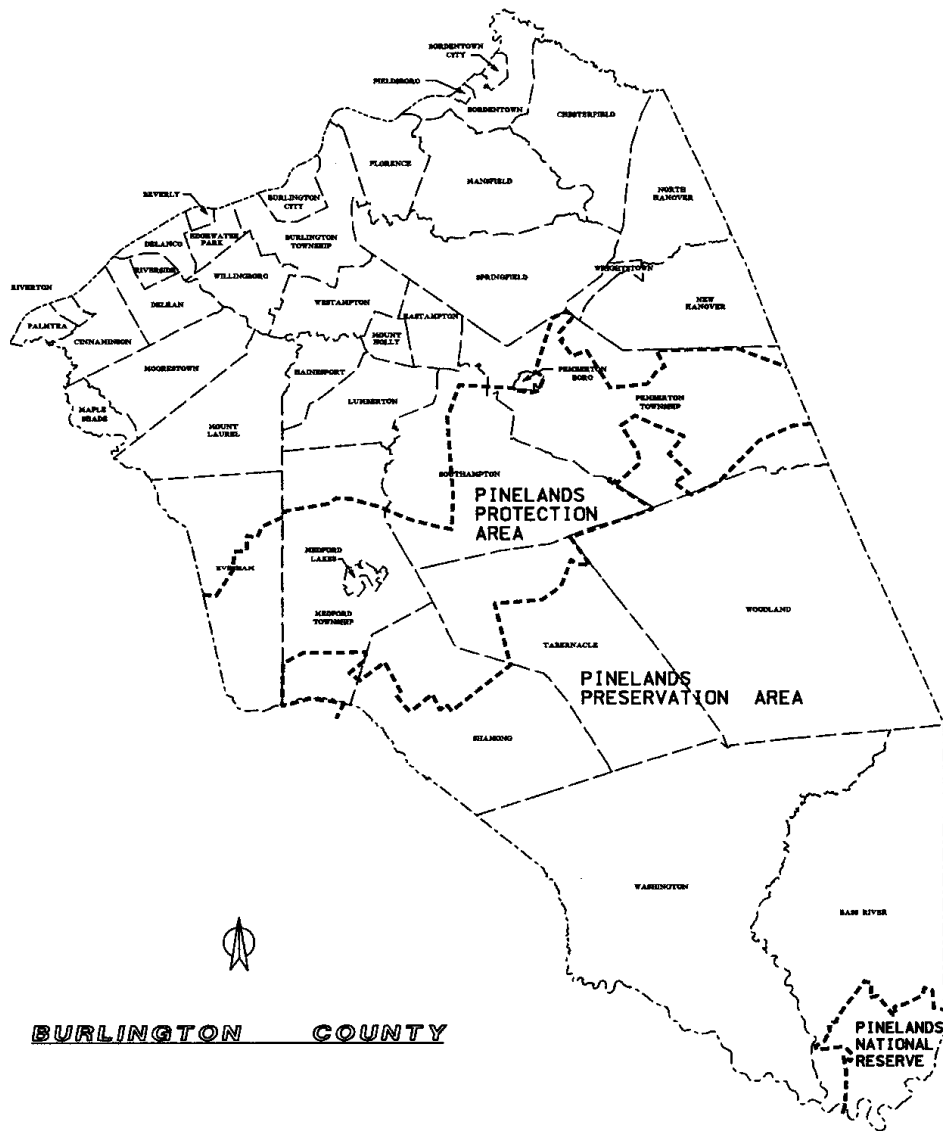 BORDENTOWN
CITY
FIELDSBORO
BORDENTOWN
CHESTERFIELD
FLORENCE
MANSFIELD
NORTH
HANOVER
BEVERLY
BURLINGTON
CITY
EDGEWATER
PARK
BURLINGTON
TOWNSHIP
DELANCO
RIVERSIDE
WILLINGBORO
SPRINGFIELD
WRIGHTSTOWN
NEW
HANOVER
RIVERTON
DELRAN
WESTAMPTON
EASTAMPTON
PALMYRA
CINNAMINSON
MOUNT
HOLLY
MOORESTOWN
HAINESPORT
PEMBERTON
BORO
LUMBERTON
PEMBERTON
TOWNSHIP
MAPLE
SHADE
MOUNT
LAUREL
SOUTHAMPTON
PINELANDS
PROTECTION
AREA
MEDFORD
LAKES
EVESHAM
MEDFORD
TOWNSHIP
WOODLAND
TABERNACLE
PINELANDS
PRESERVATION AREA
SHAMONG
WASHINGTON
BASS RIVER
BURLINGTON COUNTY
PINELANDS
NATIONAL
RESERVE